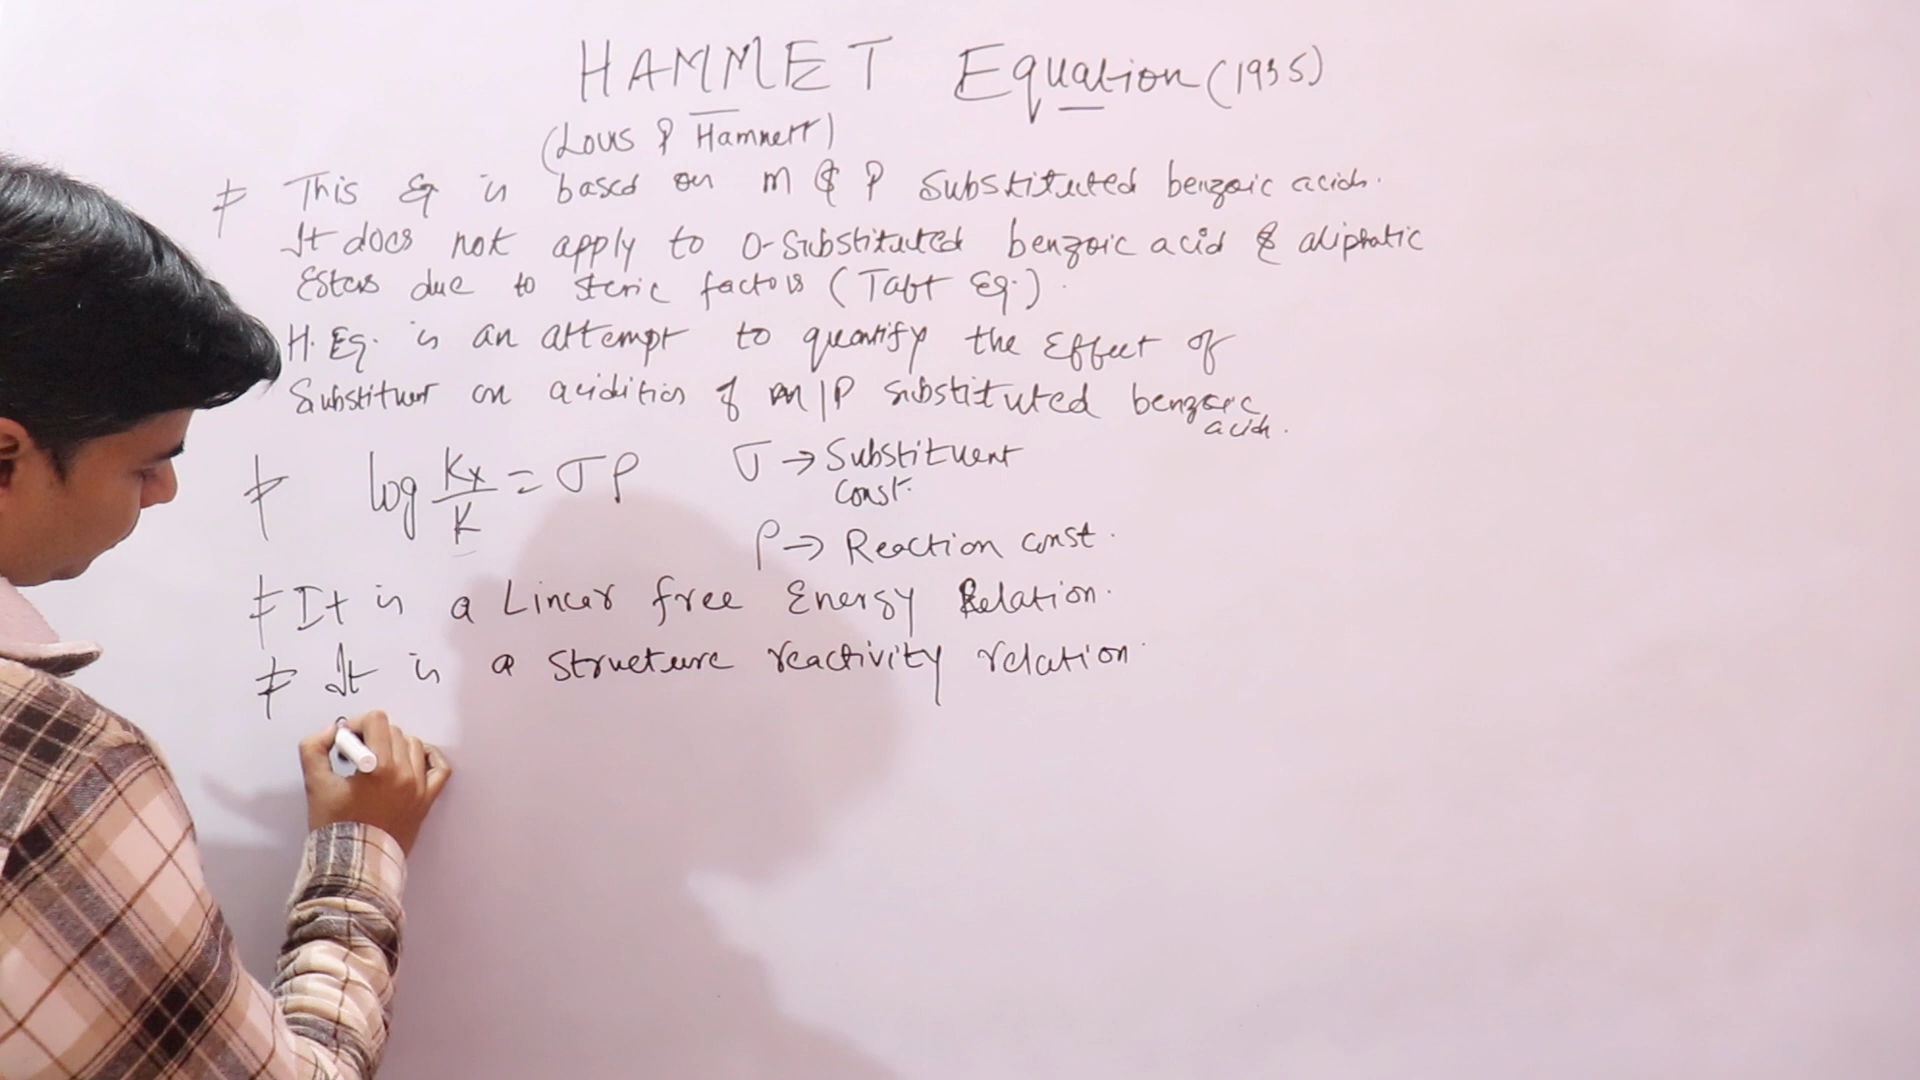 HAMMET Equation (1935)
(Lous P Hammett)
≠ This Eq is based on m & P Substituted benzoic acids.
It does not apply to O-Substituted benzoic acid & aliphatic
Esters due to steric factors (Taft Eq.).
H. Eq. is an attempt to quantify the Effect of
Substituent on acidities of m/P substituted benzoic
acids.
≠ log Kx/K = σρ σ → Substituent
const.
ρ → Reaction const.
≠ It is a Linear free Energy Relation.
≠ It is a structure reactivity relation.